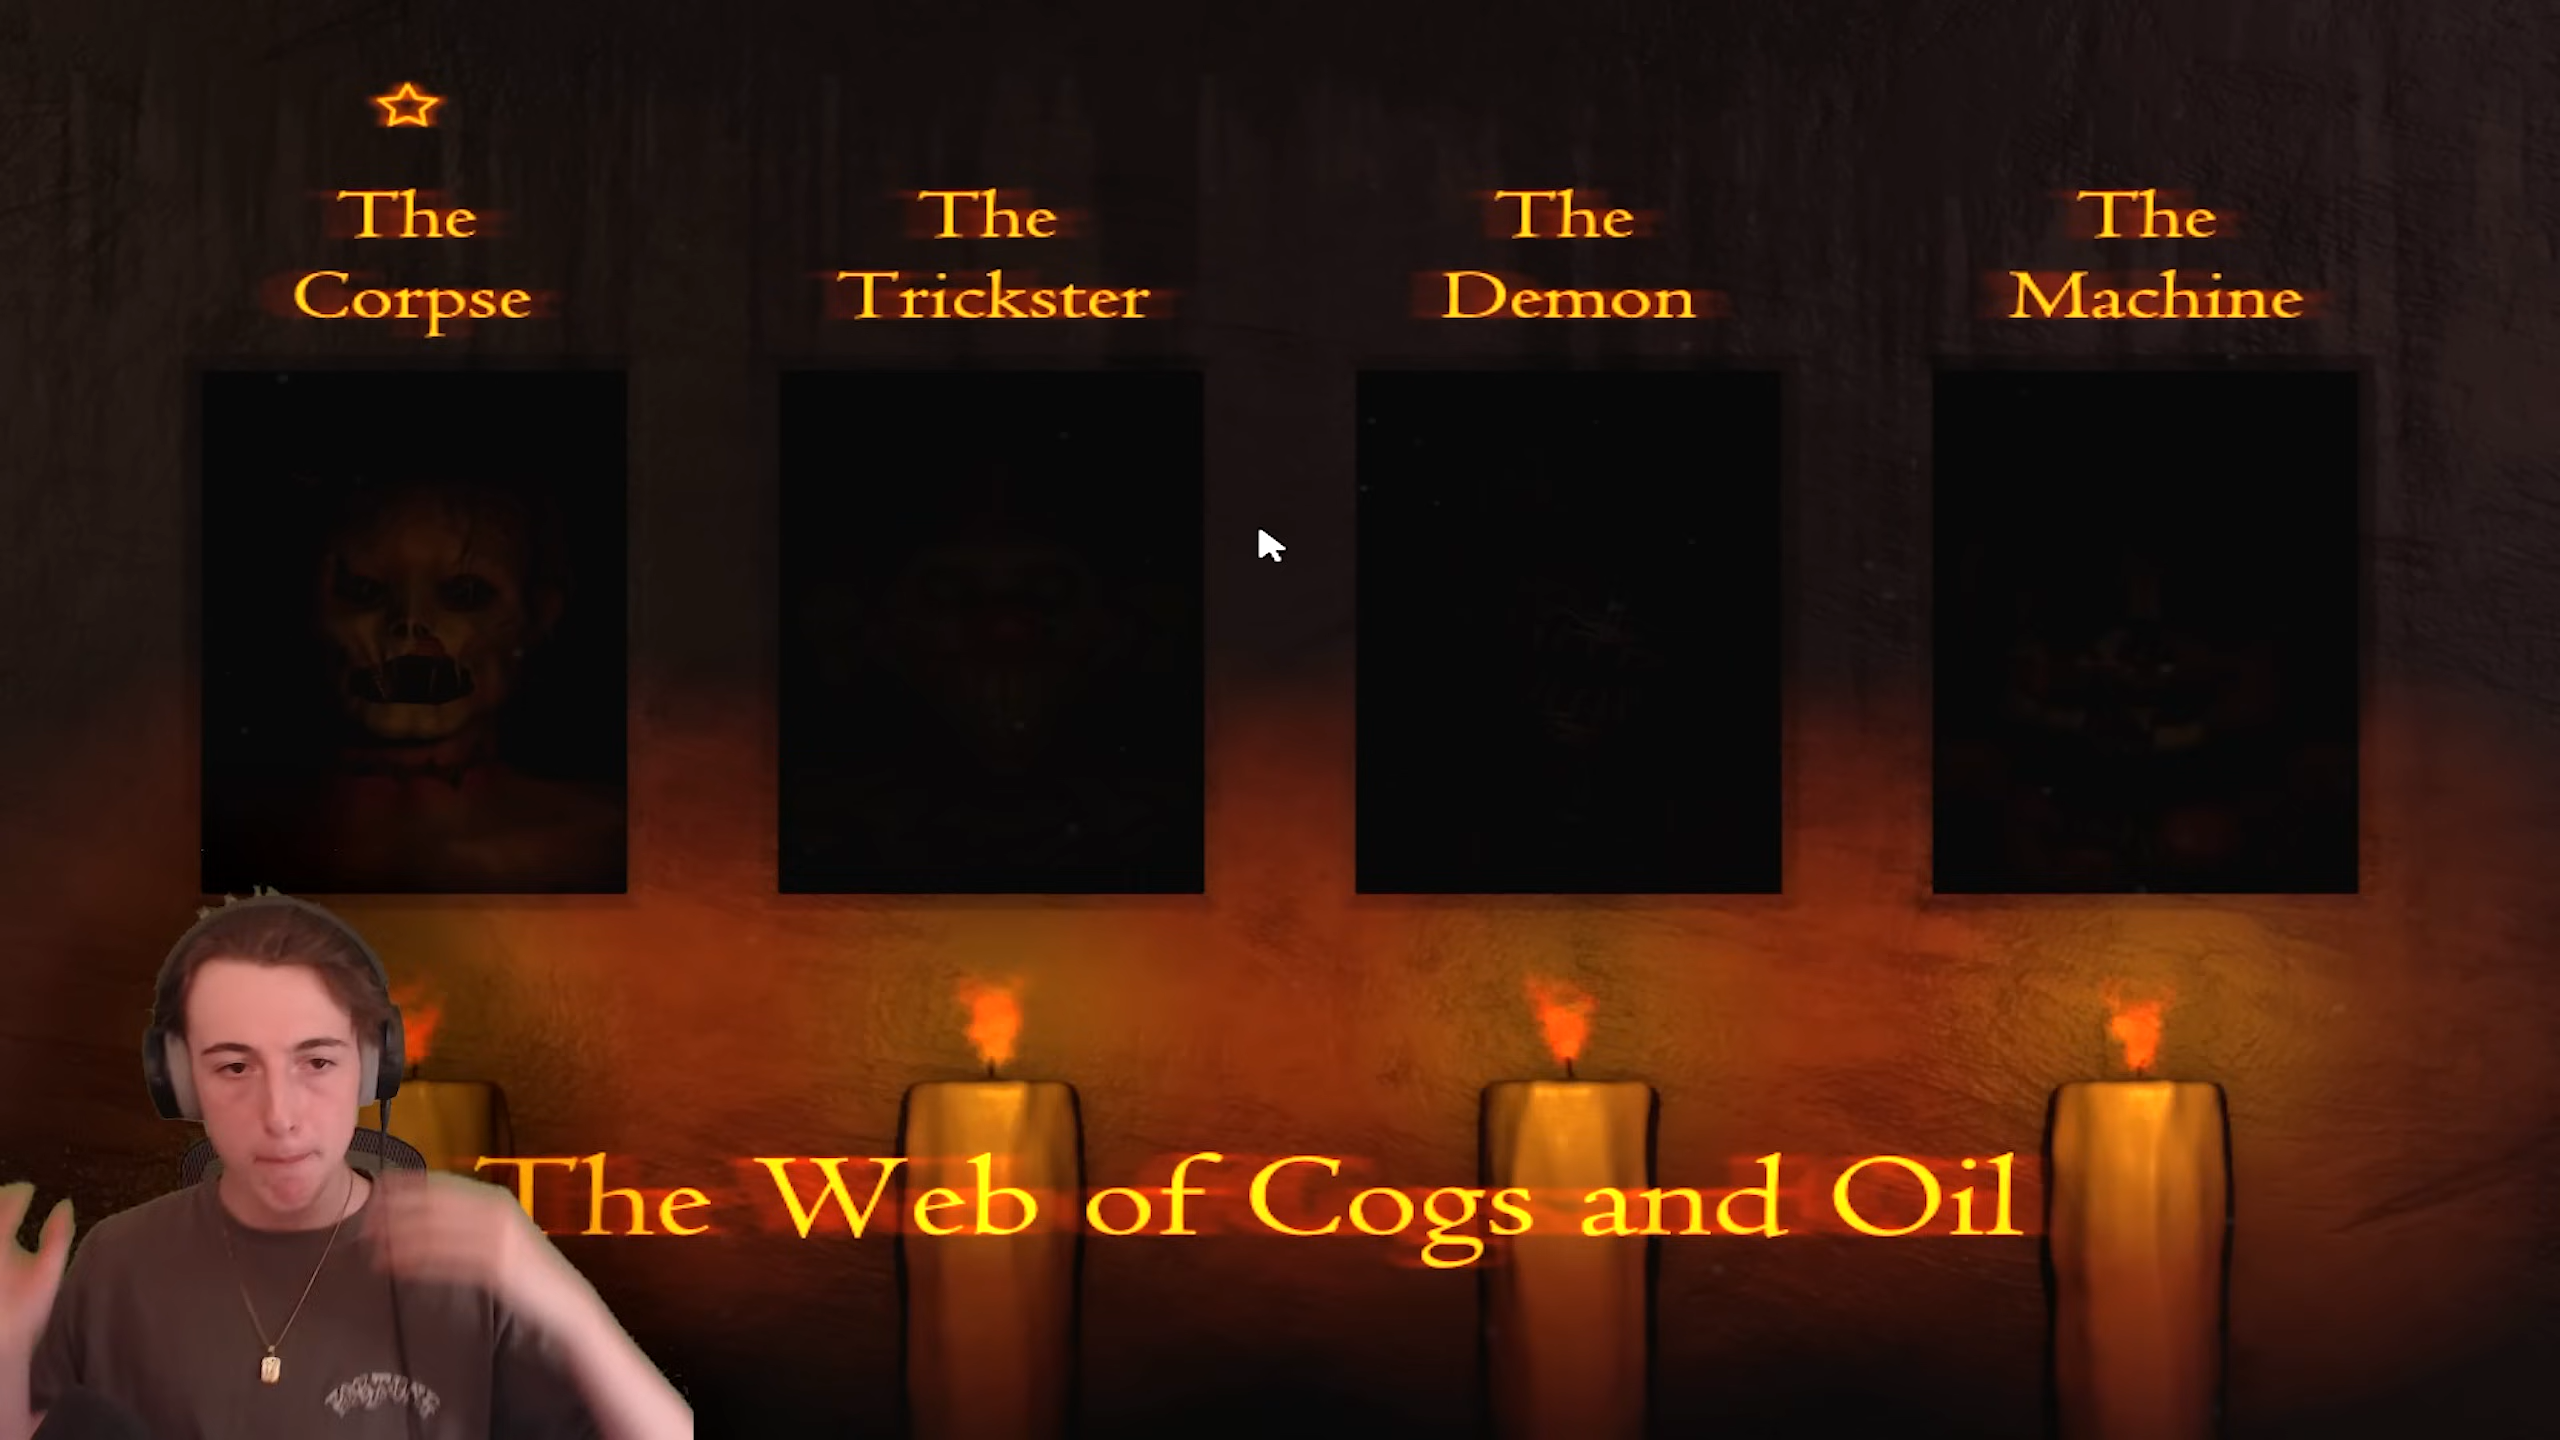 The
Corpse
The
Trickster
The
Demon
The
Machine
The Web of Cogs and Oil